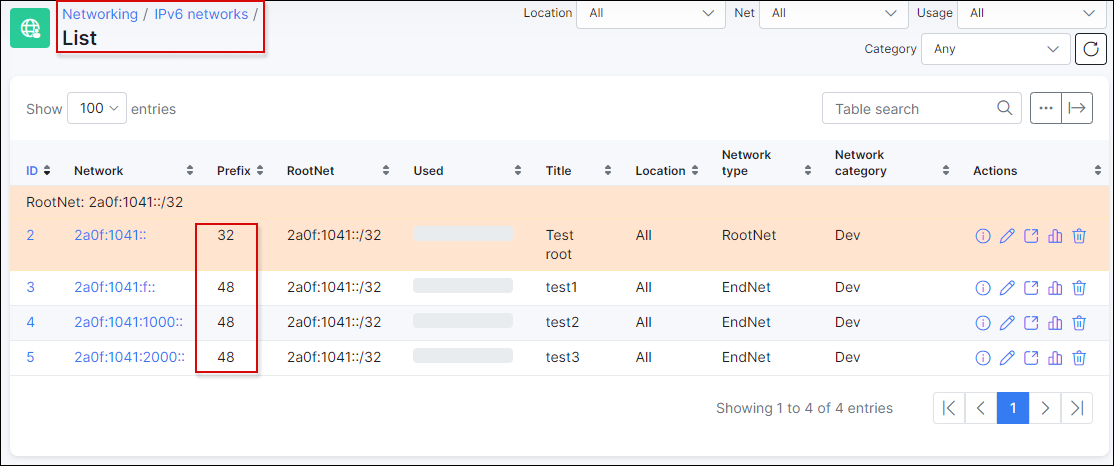 Networking / IPv6 networks /
List
Location All Net All Usage All
Category Any
Show 100 entries
Table search
ID Network Prefix RootNet Used Title Location Network type Network category Actions
RootNet: 2a0f:1041::/32
2 2a0f:1041:: 32 2a0f:1041::/32 Test root All RootNet Dev
3 2a0f:1041:f:: 48 2a0f:1041::/32 test1 All EndNet Dev
4 2a0f:1041:1000:: 48 2a0f:1041::/32 test2 All EndNet Dev
5 2a0f:1041:2000:: 48 2a0f:1041::/32 test3 All EndNet Dev
Showing 1 to 4 of 4 entries 1